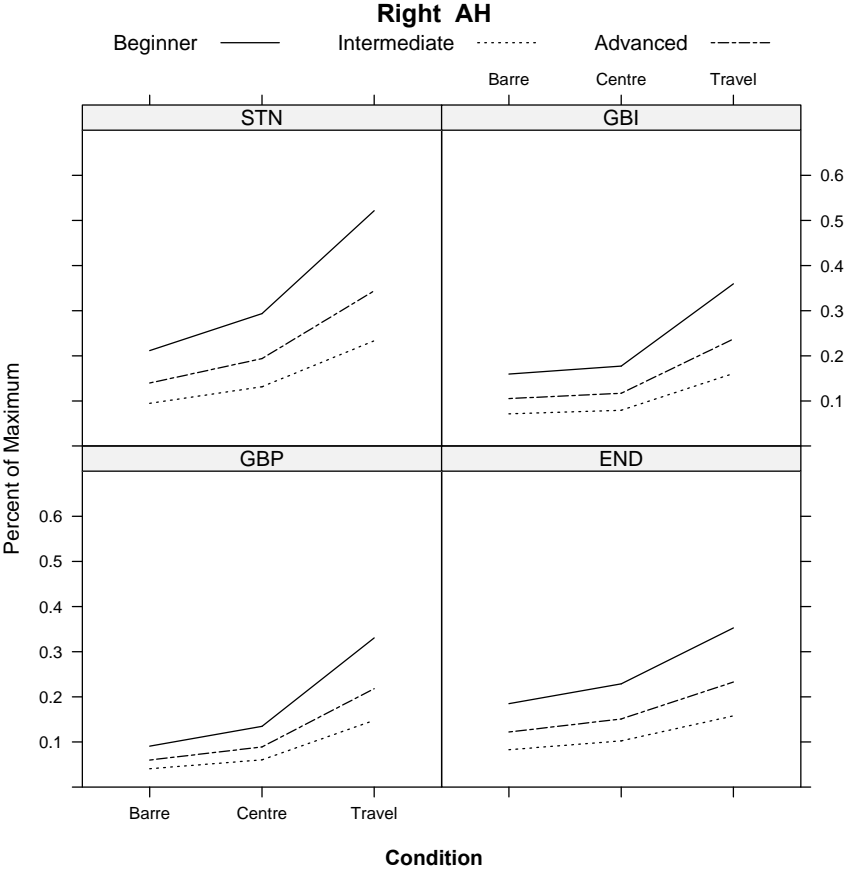 Right AH
Beginner Intermediate Advanced
Barre Centre Travel
STN GBI
0.6
0.5
0.4
0.3
0.2
0.1
Percent of Maximum
GBP END
0.6
0.5
0.4
0.3
0.2
0.1
Barre Centre Travel
Condition